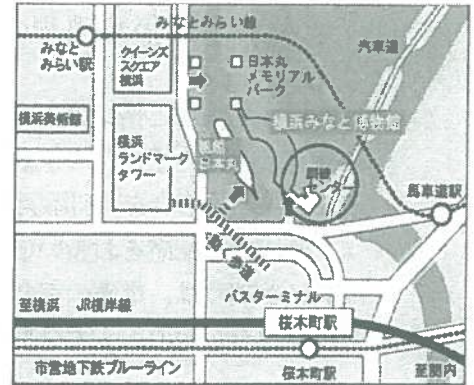 みなとみらい線
汽車道
みなと
みらい駅
クイーンズ
スクエア
横浜
日本丸
メモリアル
パーク
横浜美術館
横浜みなと博物館
帆船
日本丸
横浜
ランドマーク
タワー
訓練
センター
馬車道駅
動く歩道
バスターミナル
至横浜 JR根岸線
桜木町駅
市営地下鉄ブルーライン
桜木町駅
至関内